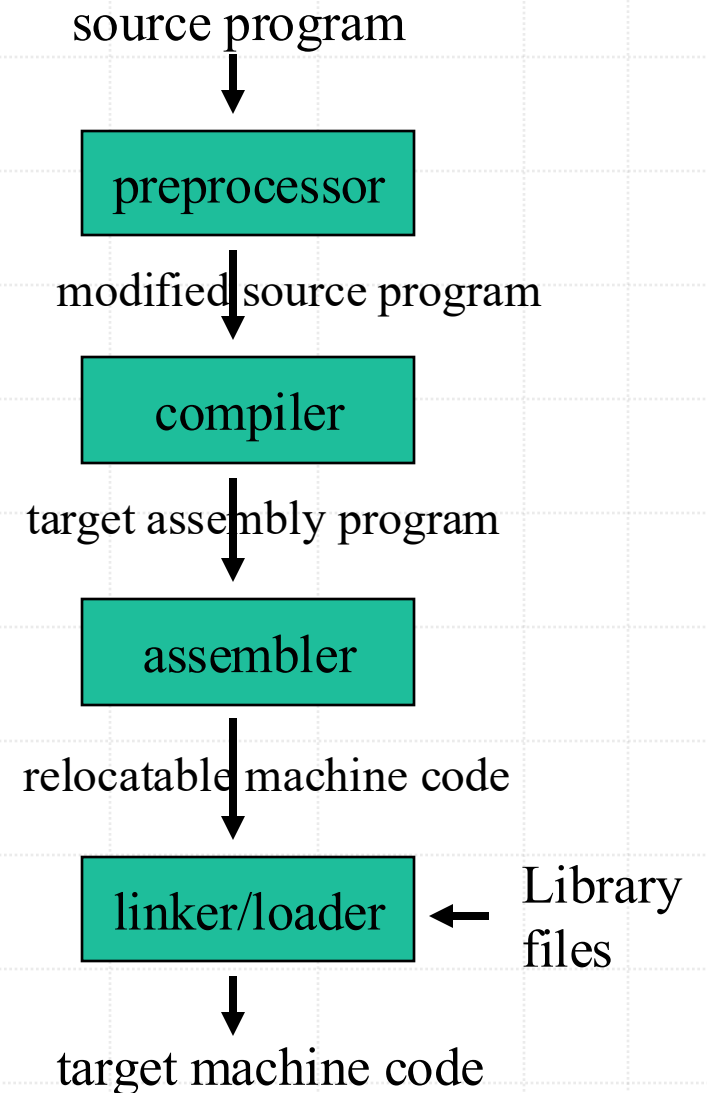 source program
preprocessor
modified source program
compiler
target assembly program
assembler
relocatable machine code
linker/loader
Library
files
target machine code